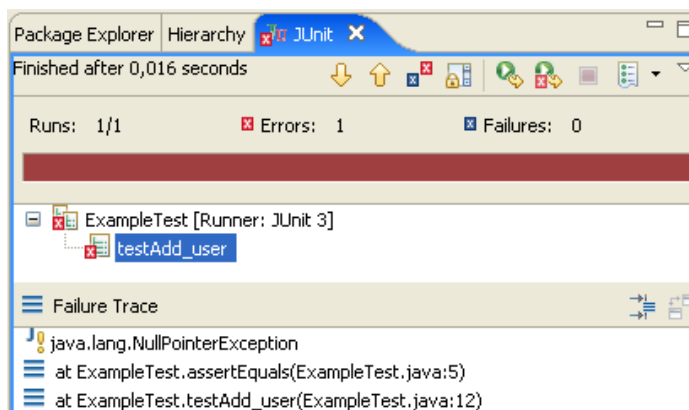 Package Explorer Hierarchy JUnit
Finished after 0,016 seconds
Runs: 1/1 Errors: 1 Failures: 0
ExampleTest [Runner: JUnit 3]
testAdd_user
Failure Trace
java.lang.NullPointerException
at ExampleTest.assertEquals(ExampleTest.java:5)
at ExampleTest.testAdd_user(ExampleTest.java:12)